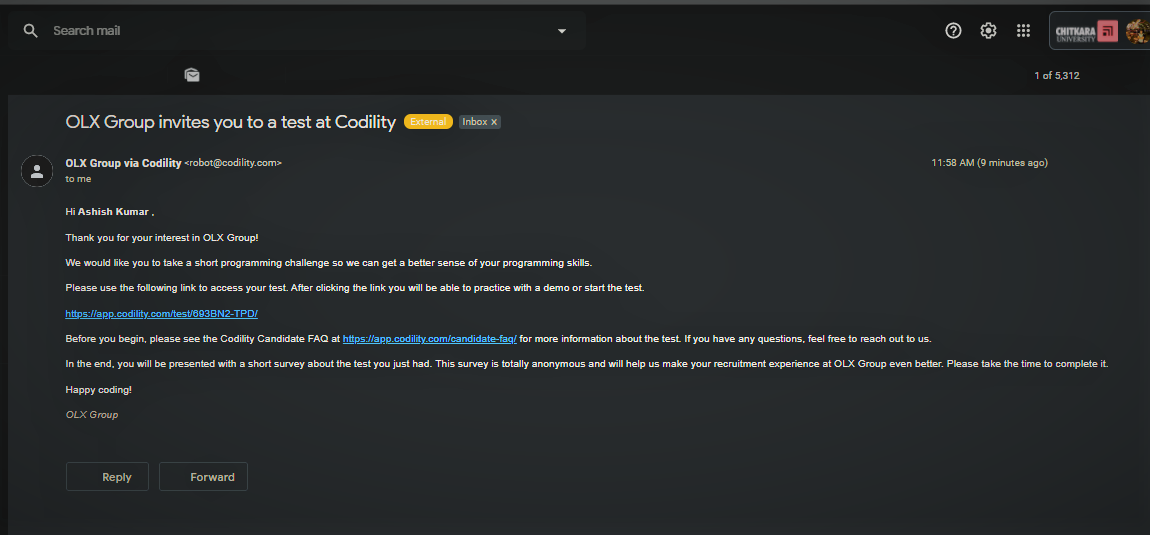 Search mail
CHITKARA
UNIVERSITY
1 of 5,312
OLX Group invites you to a test at Codility External Inbox x
OLX Group via Codility <robot@codility.com> 11:58 AM (9 minutes ago)
to me
Hi Ashish Kumar ,
Thank you for your interest in OLX Group!
We would like you to take a short programming challenge so we can get a better sense of your programming skills.
Please use the following link to access your test. After clicking the link you will be able to practice with a demo or start the test.
https://app.codility.com/test/693BN2-TPD/
Before you begin, please see the Codility Candidate FAQ at https://app.codility.com/candidate-faq/ for more information about the test. If you have any questions, feel free to reach out to us.
In the end, you will be presented with a short survey about the test you just had. This survey is totally anonymous and will help us make your recruitment experience at OLX Group even better. Please take the time to complete it.
Happy coding!
OLX Group
Reply Forward